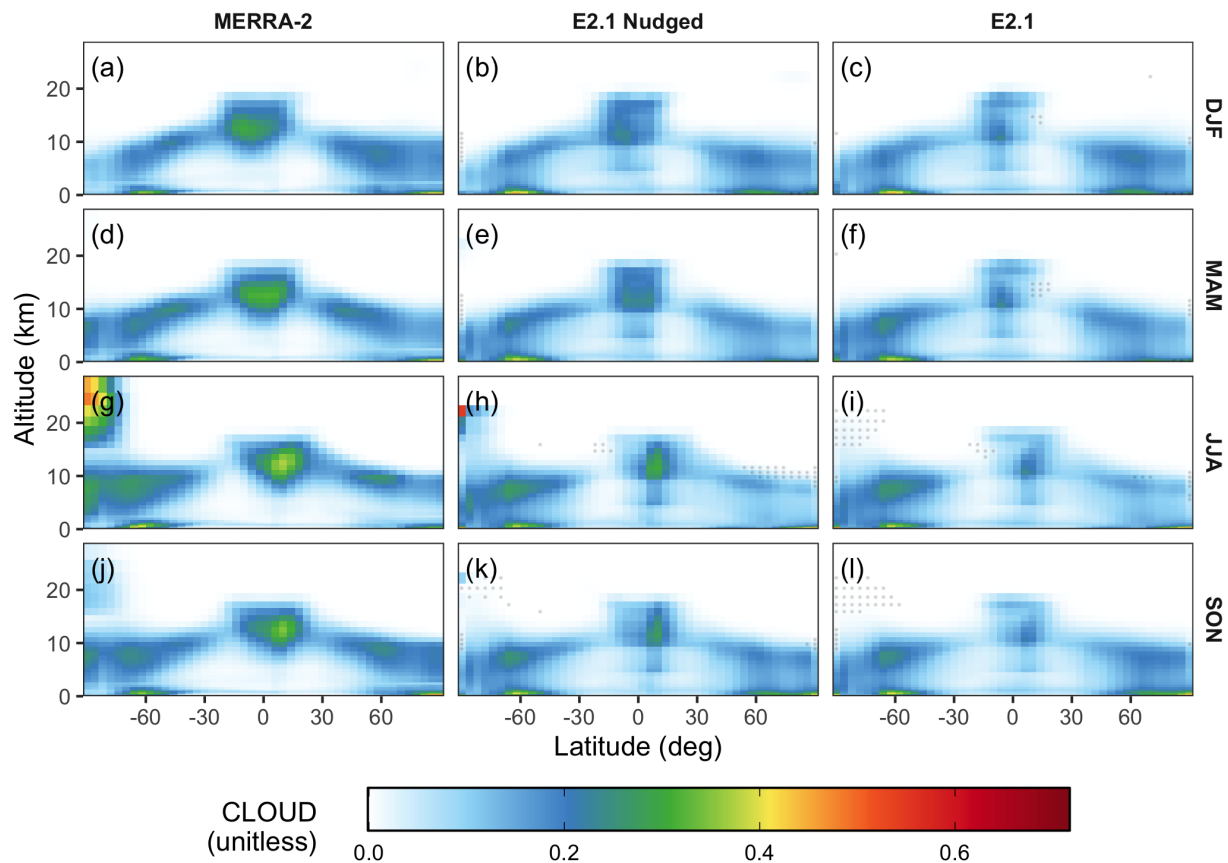 MERRA-2 E2.1 Nudged E2.1
(a) (b) (c) DJF
20
10
0
(d) (e) (f) MAM
20
10
0
(g) (h) (i) JJA
20
10
0
(j) (k) (l) SON
20
10
0
Altitude (km)
-60 -30 0 30 60 -60 -30 0 30 60 -60 -30 0 30 60
Latitude (deg)
CLOUD
(unitless)
0.0 0.2 0.4 0.6